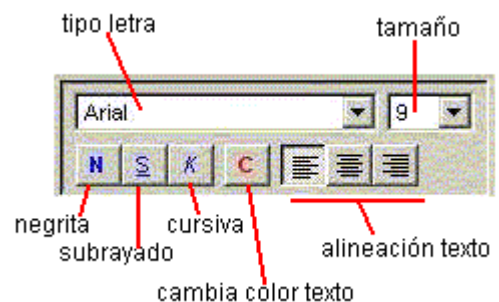 tipo letra tamaño
Arial 9
N S K C
negrita cursiva alineación texto
subrayado
cambia color texto